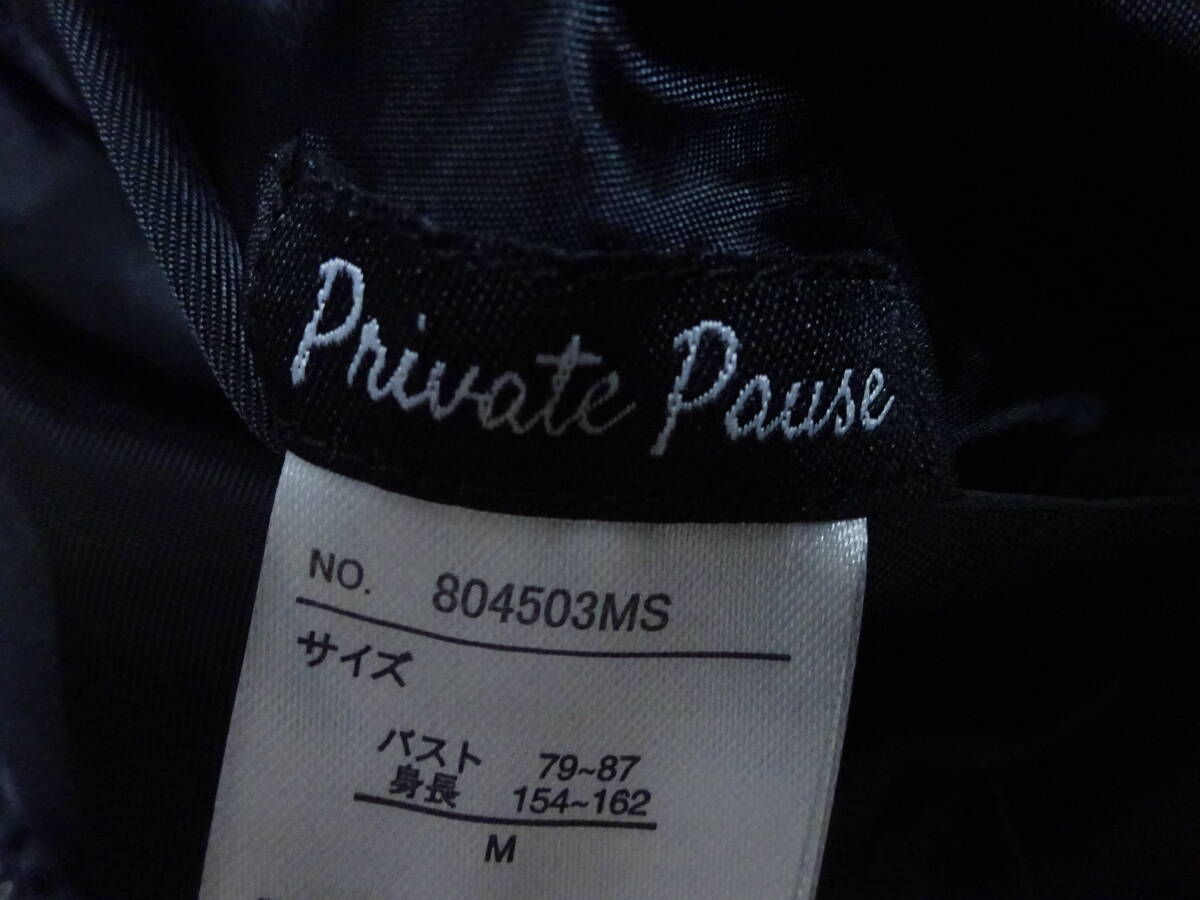 Private Pause
NO. 804503MS
サイズ
バスト 79~87
身長 154~162
M